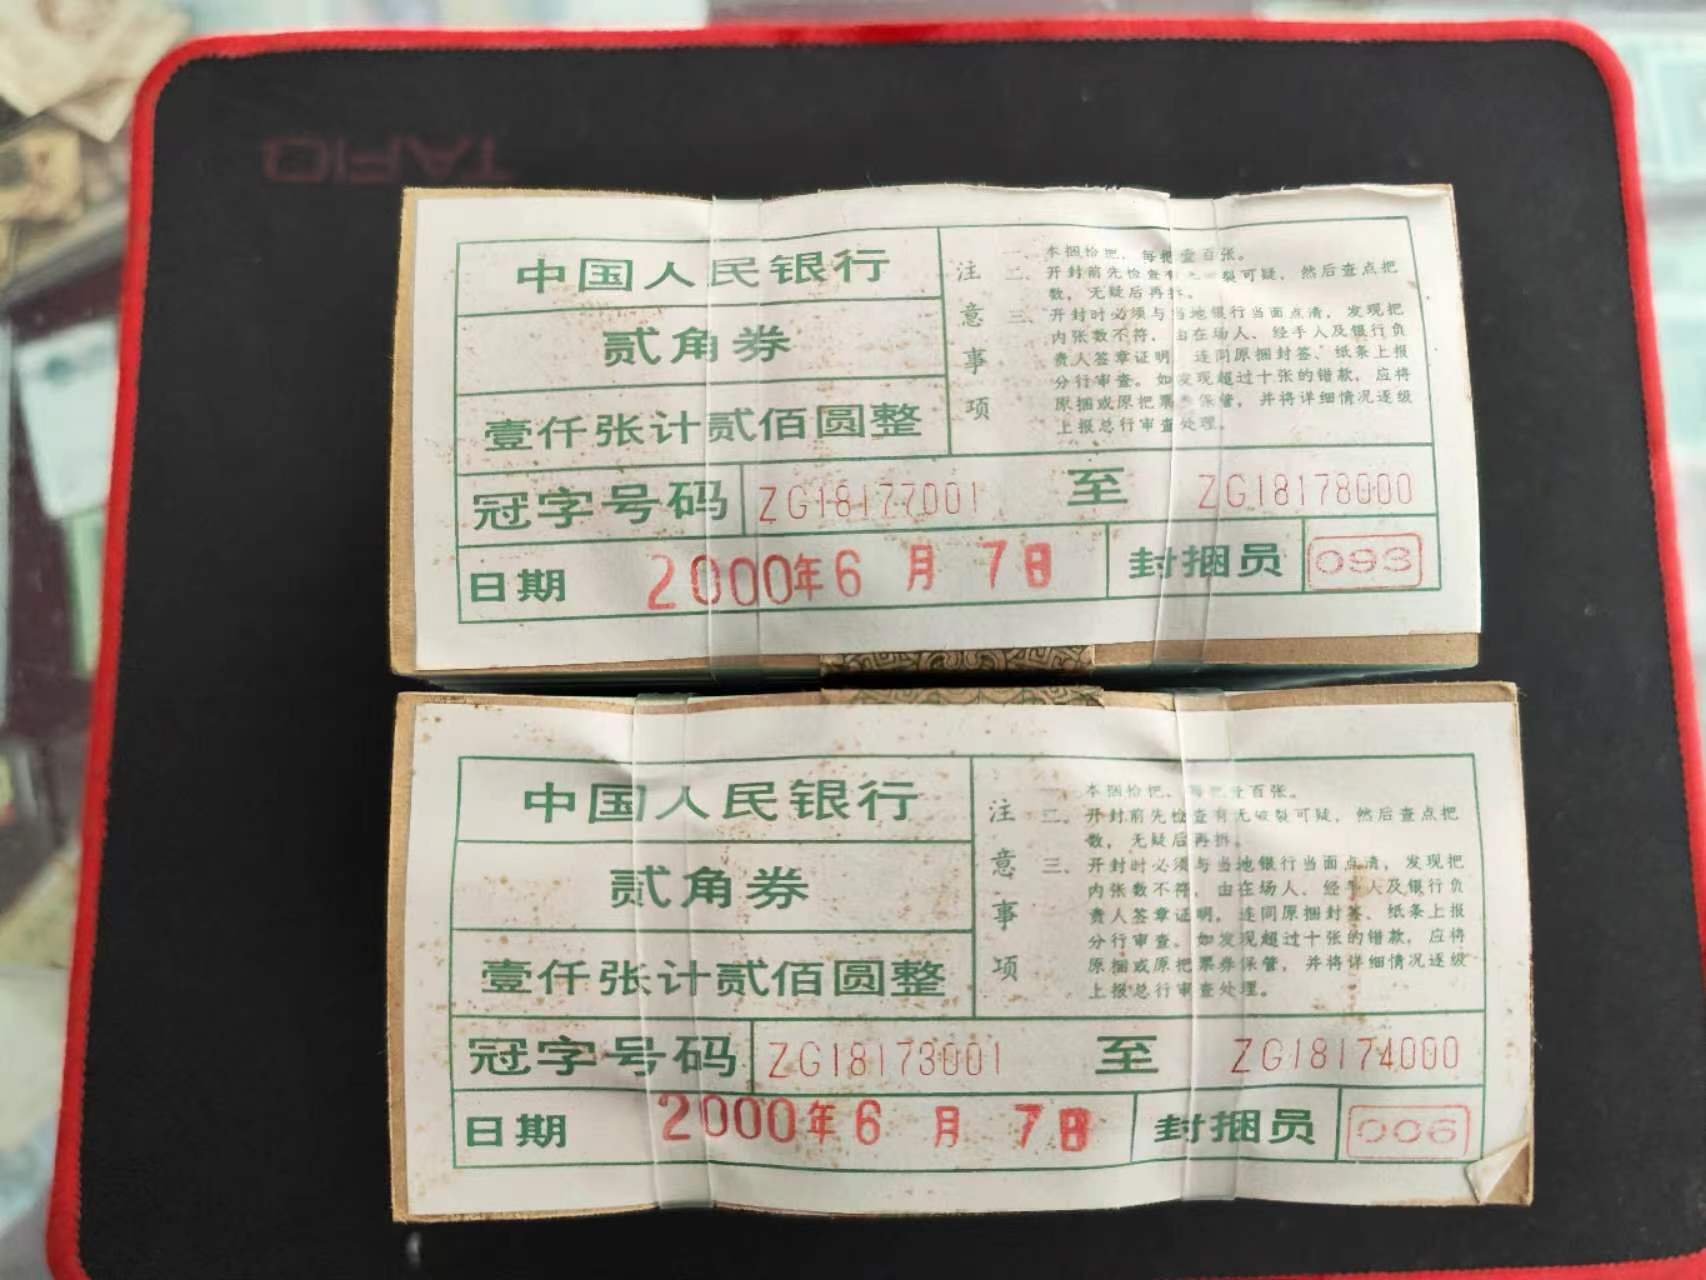 TAFIQ
中国人民银行
贰角券
壹仟张计贰佰圆整
注意事项
一、本捆拾把，每把壹百张。
二、开封前先检查有无破裂可疑，然后查点把
数，无疑后再拆。
三、开封时必须与当地银行当面点清，发现把
内张数不符，由在场人、经手人及银行负
责人签章证明，连同原捆封签、纸条上报
分行审查。如发现超过十张的错款，应将
原捆或原把票券保管，并将详细情况逐级
上报总行审查处理。
冠字号码 ZG18177001 至 ZG18178000
日期 2000年6月7日 封捆员 093
中国人民银行
贰角券
壹仟张计贰佰圆整
注意事项
本捆拾把，每把壹百张。
二、开封前先检查有无破裂可疑，然后查点把
数，无疑后再拆。
三、开封时必须与当地银行当面点清，发现把
内张数不符，由在场人、经手人及银行负
责人签章证明，连同原捆封签、纸条上报
分行审查。如发现超过十张的错款，应将
原捆或原把票券保管，并将详细情况逐级
上报总行审查处理。
冠字号码 ZG18173001 至 ZG18174000
日期 2000年6月7日 封捆员 006